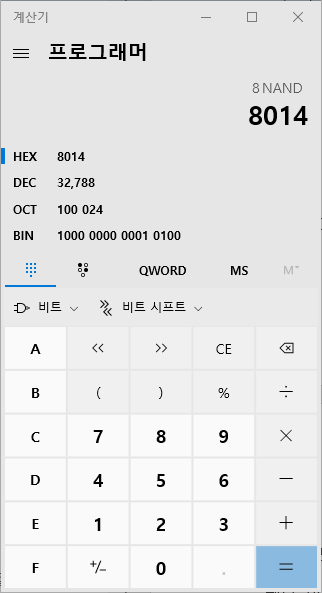 계산기
프로그래머
8 NAND
8014
HEX 8014
DEC 32,788
OCT 100 024
BIN 1000 0000 0001 0100
QWORD MS M˅
비트 비트 시프트
A << >> CE
B ( ) % ÷
C 7 8 9 ×
D 4 5 6 −
E 1 2 3 +
F +/− 0 . =